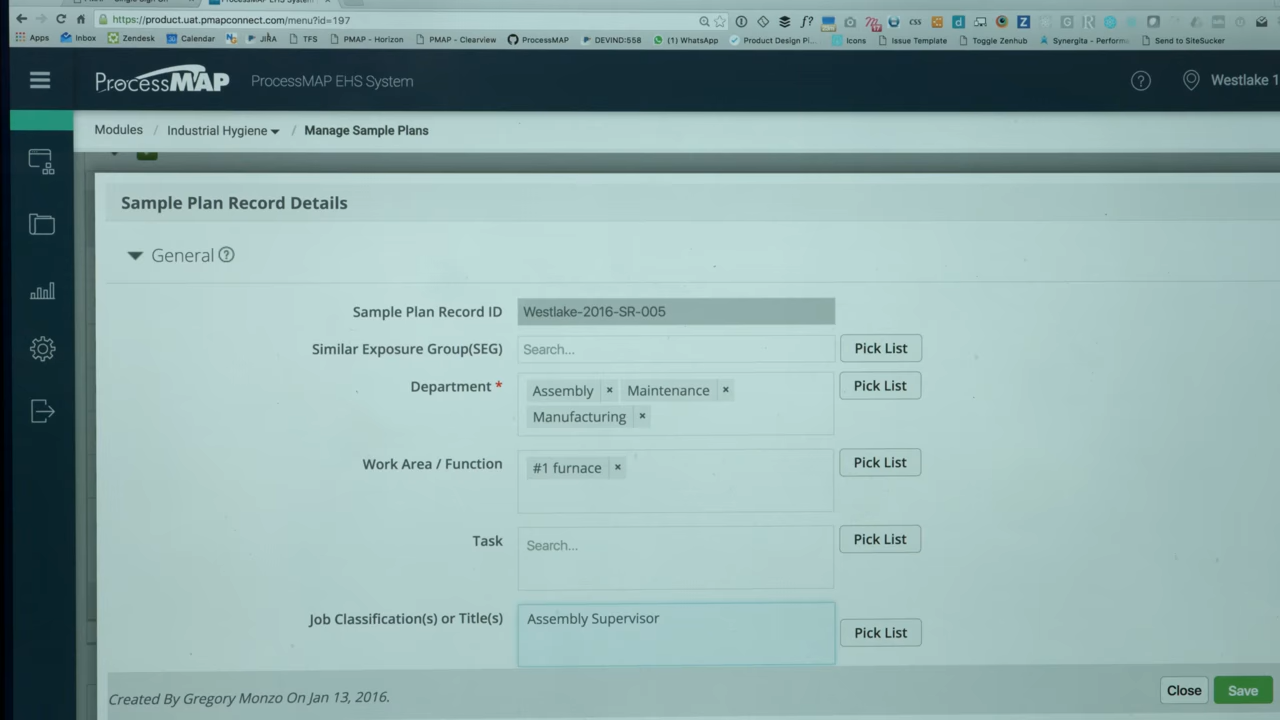 https://product.uat.pmapconnect.com/menu?id=197
Apps Inbox Zendesk Calendar JIRA TFS PMAP - Horizon PMAP - Clearview ProcessMAP DEVIND:558 (1) WhatsApp Product Design Pl... Icons Issue Template Toggle Zenhub Synergita - Perform Send to SiteSucker
ProcessMAP ProcessMAP EHS System Westlake 1
Modules / Industrial Hygiene / Manage Sample Plans
Sample Plan Record Details
General
Sample Plan Record ID Westlake-2016-SR-005
Similar Exposure Group(SEG) Search... Pick List
Department * Assembly × Maintenance × Pick List
Manufacturing ×
Work Area / Function #1 furnace × Pick List
Task Search... Pick List
Job Classification(s) or Title(s) Assembly Supervisor Pick List
Created By Gregory Monzo On Jan 13, 2016. Close Save